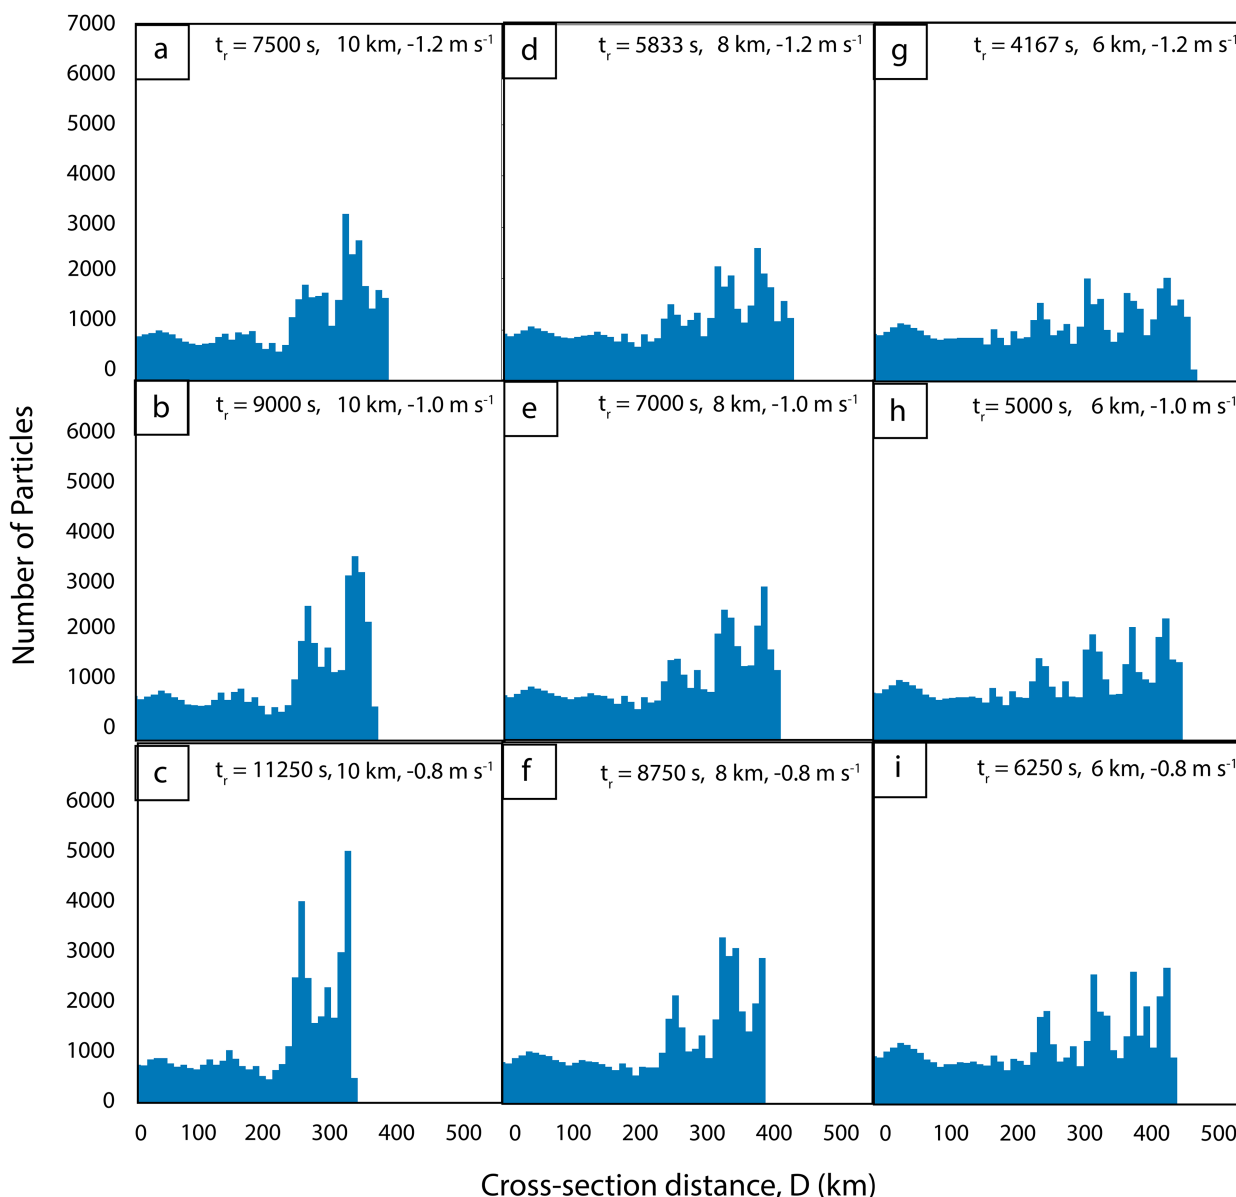 7000
6000
5000
4000
3000
2000
1000
0
a
tr = 7500 s, 10 km, -1.2 m s-1
d
tr = 5833 s, 8 km, -1.2 m s-1
g
tr = 4167 s, 6 km, -1.2 m s-1
6000
5000
4000
3000
2000
1000
0
b
tr = 9000 s, 10 km, -1.0 m s-1
e
tr = 7000 s, 8 km, -1.0 m s-1
h
tr = 5000 s, 6 km, -1.0 m s-1
6000
5000
4000
3000
2000
1000
0
c
tr = 11250 s, 10 km, -0.8 m s-1
f
tr = 8750 s, 8 km, -0.8 m s-1
i
tr = 6250 s, 6 km, -0.8 m s-1
Number of Particles
0 100 200 300 400 500 0 100 200 300 400 500 0 100 200 300 400 500
Cross-section distance, D (km)